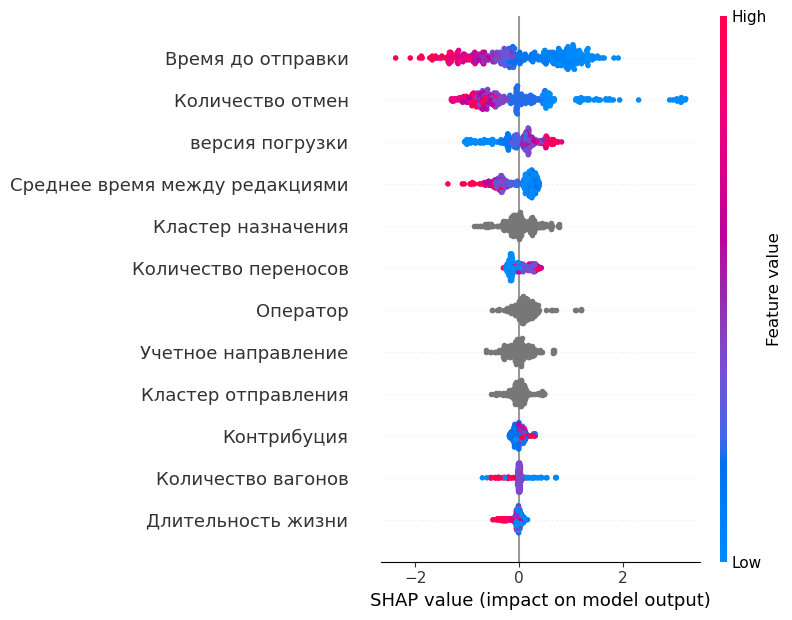 High
Время до отправки
Количество отмен
версия погрузки
Среднее время между редакциями
Кластер назначения
Количество переносов
Оператор
Учетное направление
Кластер отправления
Контрибуция
Количество вагонов
Длительность жизни
Feature value
Low
−2
0
2
SHAP value (impact on model output)